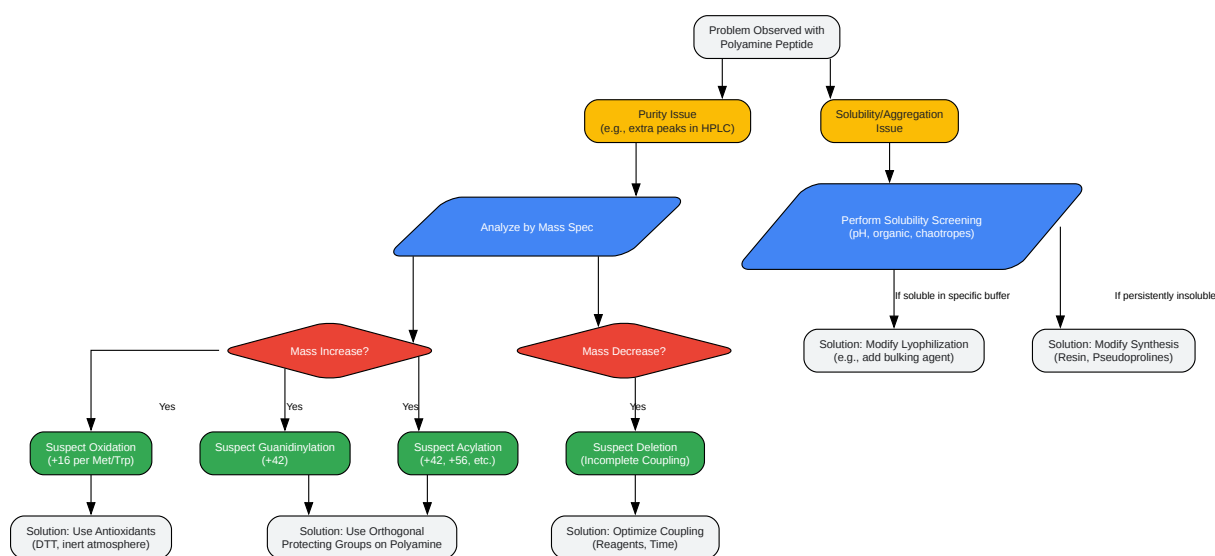 Problem Observed with
Polyamine Peptide
Purity Issue
(e.g., extra peaks in HPLC)
Solubility/Aggregation
Issue
Analyze by Mass Spec
Perform Solubility Screening
(pH, organic, chaotropes)
If soluble in specific buffer
If persistently insoluble
Mass Increase?
Mass Decrease?
Solution: Modify Lyophilization
(e.g., add bulking agent)
Solution: Modify Synthesis
(Resin, Pseudoprolines)
Yes
Yes
Yes
Yes
Suspect Oxidation
(+16 per Met/Trp)
Suspect Guanidinylation
(+42)
Suspect Acylation
(+42, +56, etc.)
Suspect Deletion
(Incomplete Coupling)
Solution: Use Antioxidants
(DTT, inert atmosphere)
Solution: Use Orthogonal
Protecting Groups on Polyamine
Solution: Optimize Coupling
(Reagents, Time)